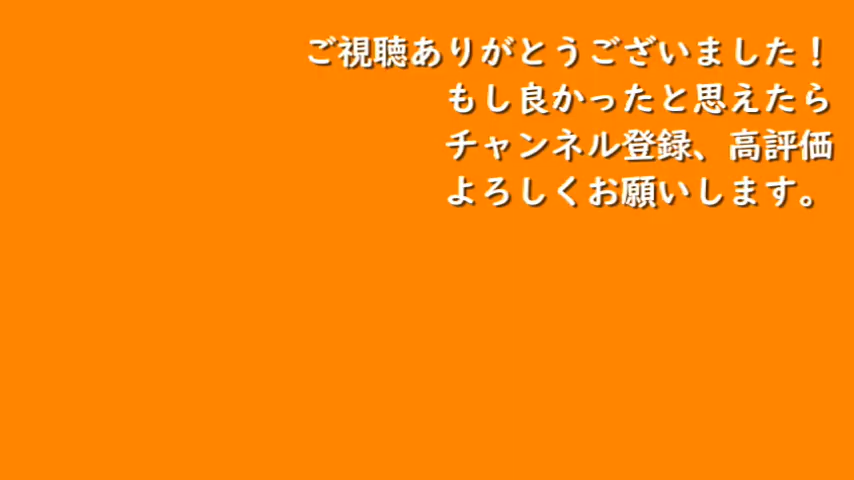 ご視聴ありがとうございました！
もし良かったと思えたら
チャンネル登録、高評価
よろしくお願いします。